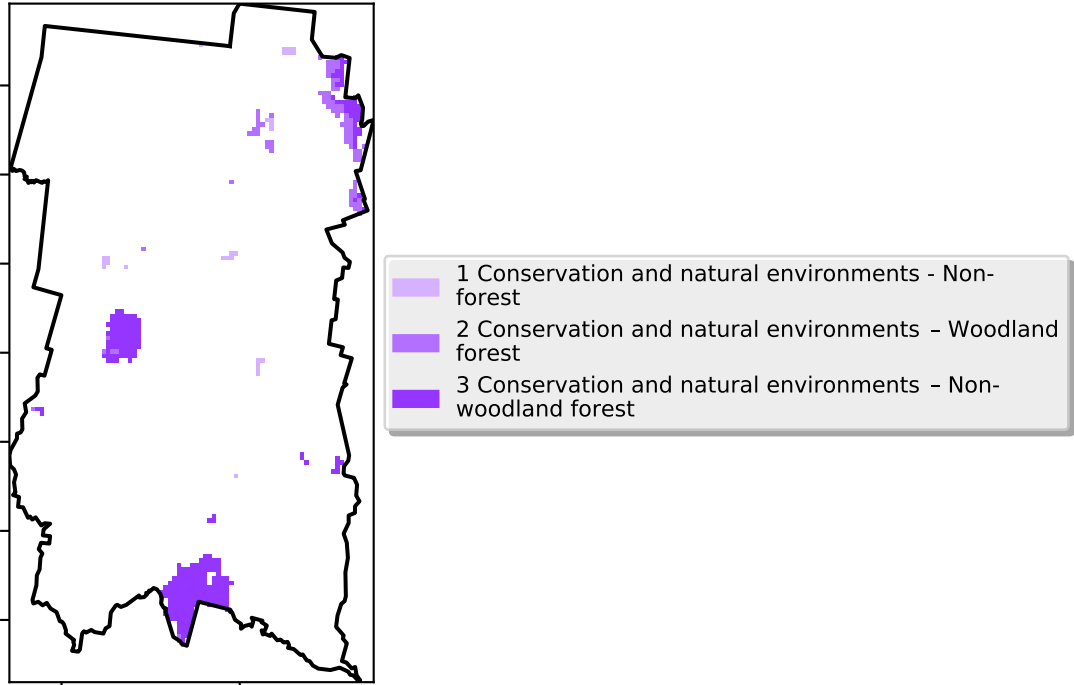 1 Conservation and natural environments - Non-
forest
2 Conservation and natural environments – Woodland
forest
3 Conservation and natural environments – Non-
woodland forest